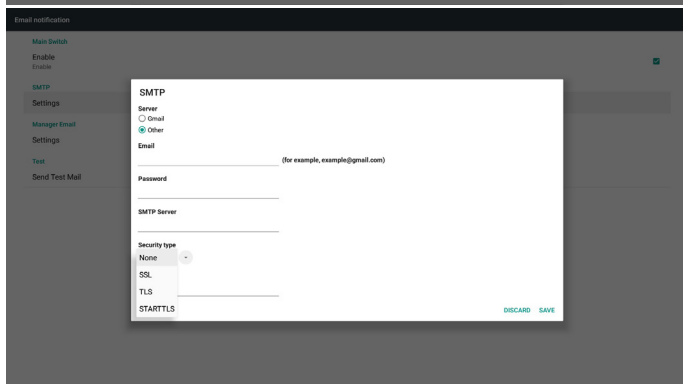 Email notification
Main Switch
Enable
Enable
SMTP
Settings
Manager Email
Settings
Test
Send Test Mail
SMTP
Server
Gmail
Other
Email
(for example, example@gmail.com)
Password
SMTP Server
Security type
None
SSL
TLS
STARTTLS
DISCARD SAVE